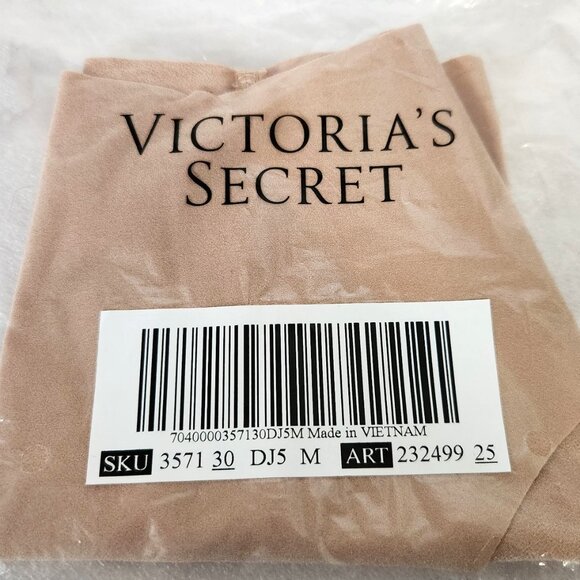 VICTORIA'S
SECRET
7040000357130DJ5M Made in VIETNAM
SKU 3571 30 DJ5 M ART 232499 25